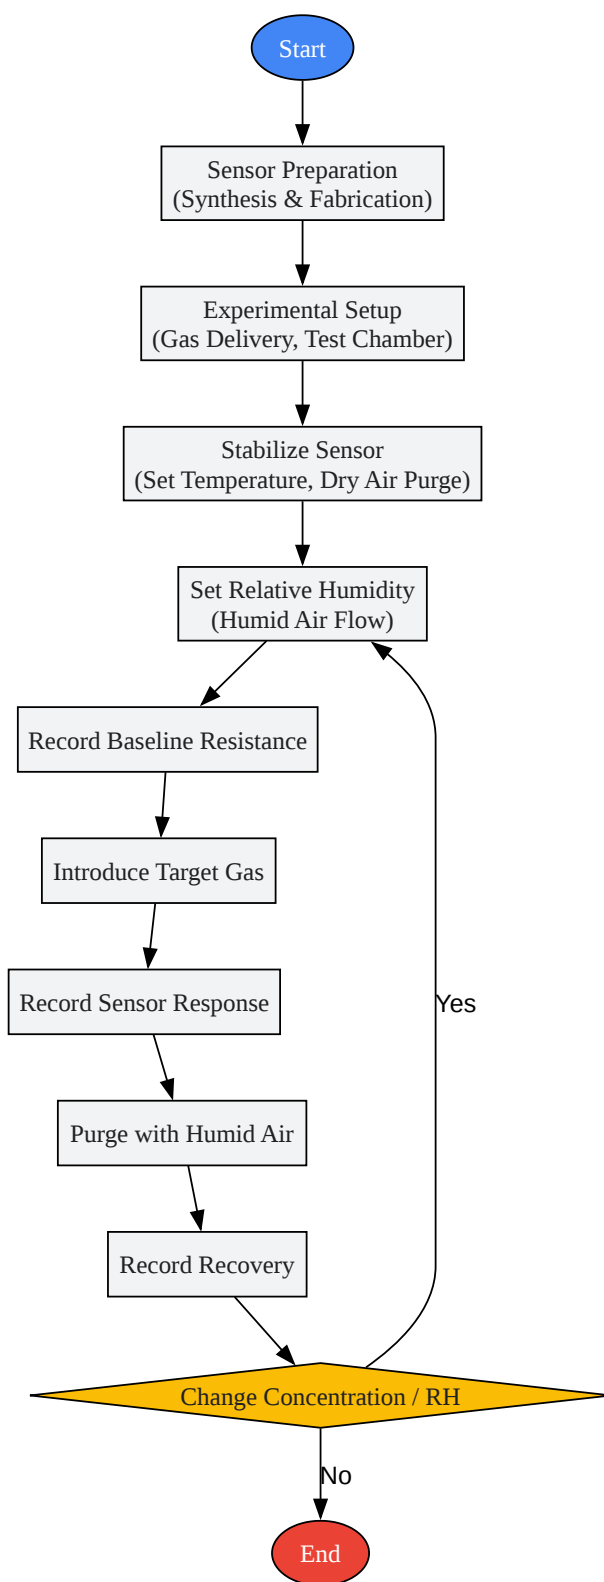 Start
Sensor Preparation
(Synthesis & Fabrication)
Experimental Setup
(Gas Delivery, Test Chamber)
Stabilize Sensor
(Set Temperature, Dry Air Purge)
Set Relative Humidity
(Humid Air Flow)
Record Baseline Resistance
Introduce Target Gas
Record Sensor Response
Yes
Purge with Humid Air
Record Recovery
Change Concentration / RH
No
End